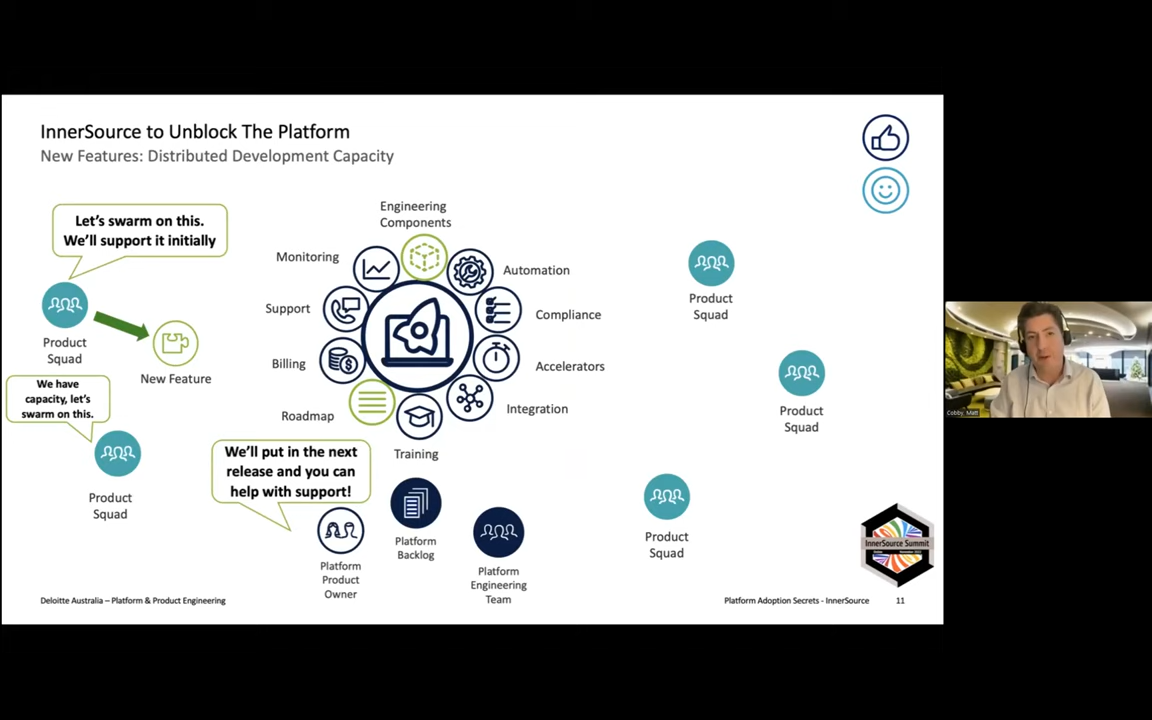 InnerSource to Unblock The Platform
New Features: Distributed Development Capacity
Let's swarm on this.
We'll support it initially
Product
Squad
New Feature
We have
capacity, let's
swarm on this.
Product
Squad
Engineering
Components
Monitoring
Automation
Support
Compliance
Billing
Accelerators
Roadmap
Integration
Training
We'll put in the next
release and you can
help with support!
Platform
Product
Owner
Platform
Backlog
Platform
Engineering
Team
Product
Squad
Product
Squad
Product
Squad
InnerSource Summit
Deloitte Australia – Platform & Product Engineering
Platform Adoption Secrets - InnerSource
11
Cobby, Matt